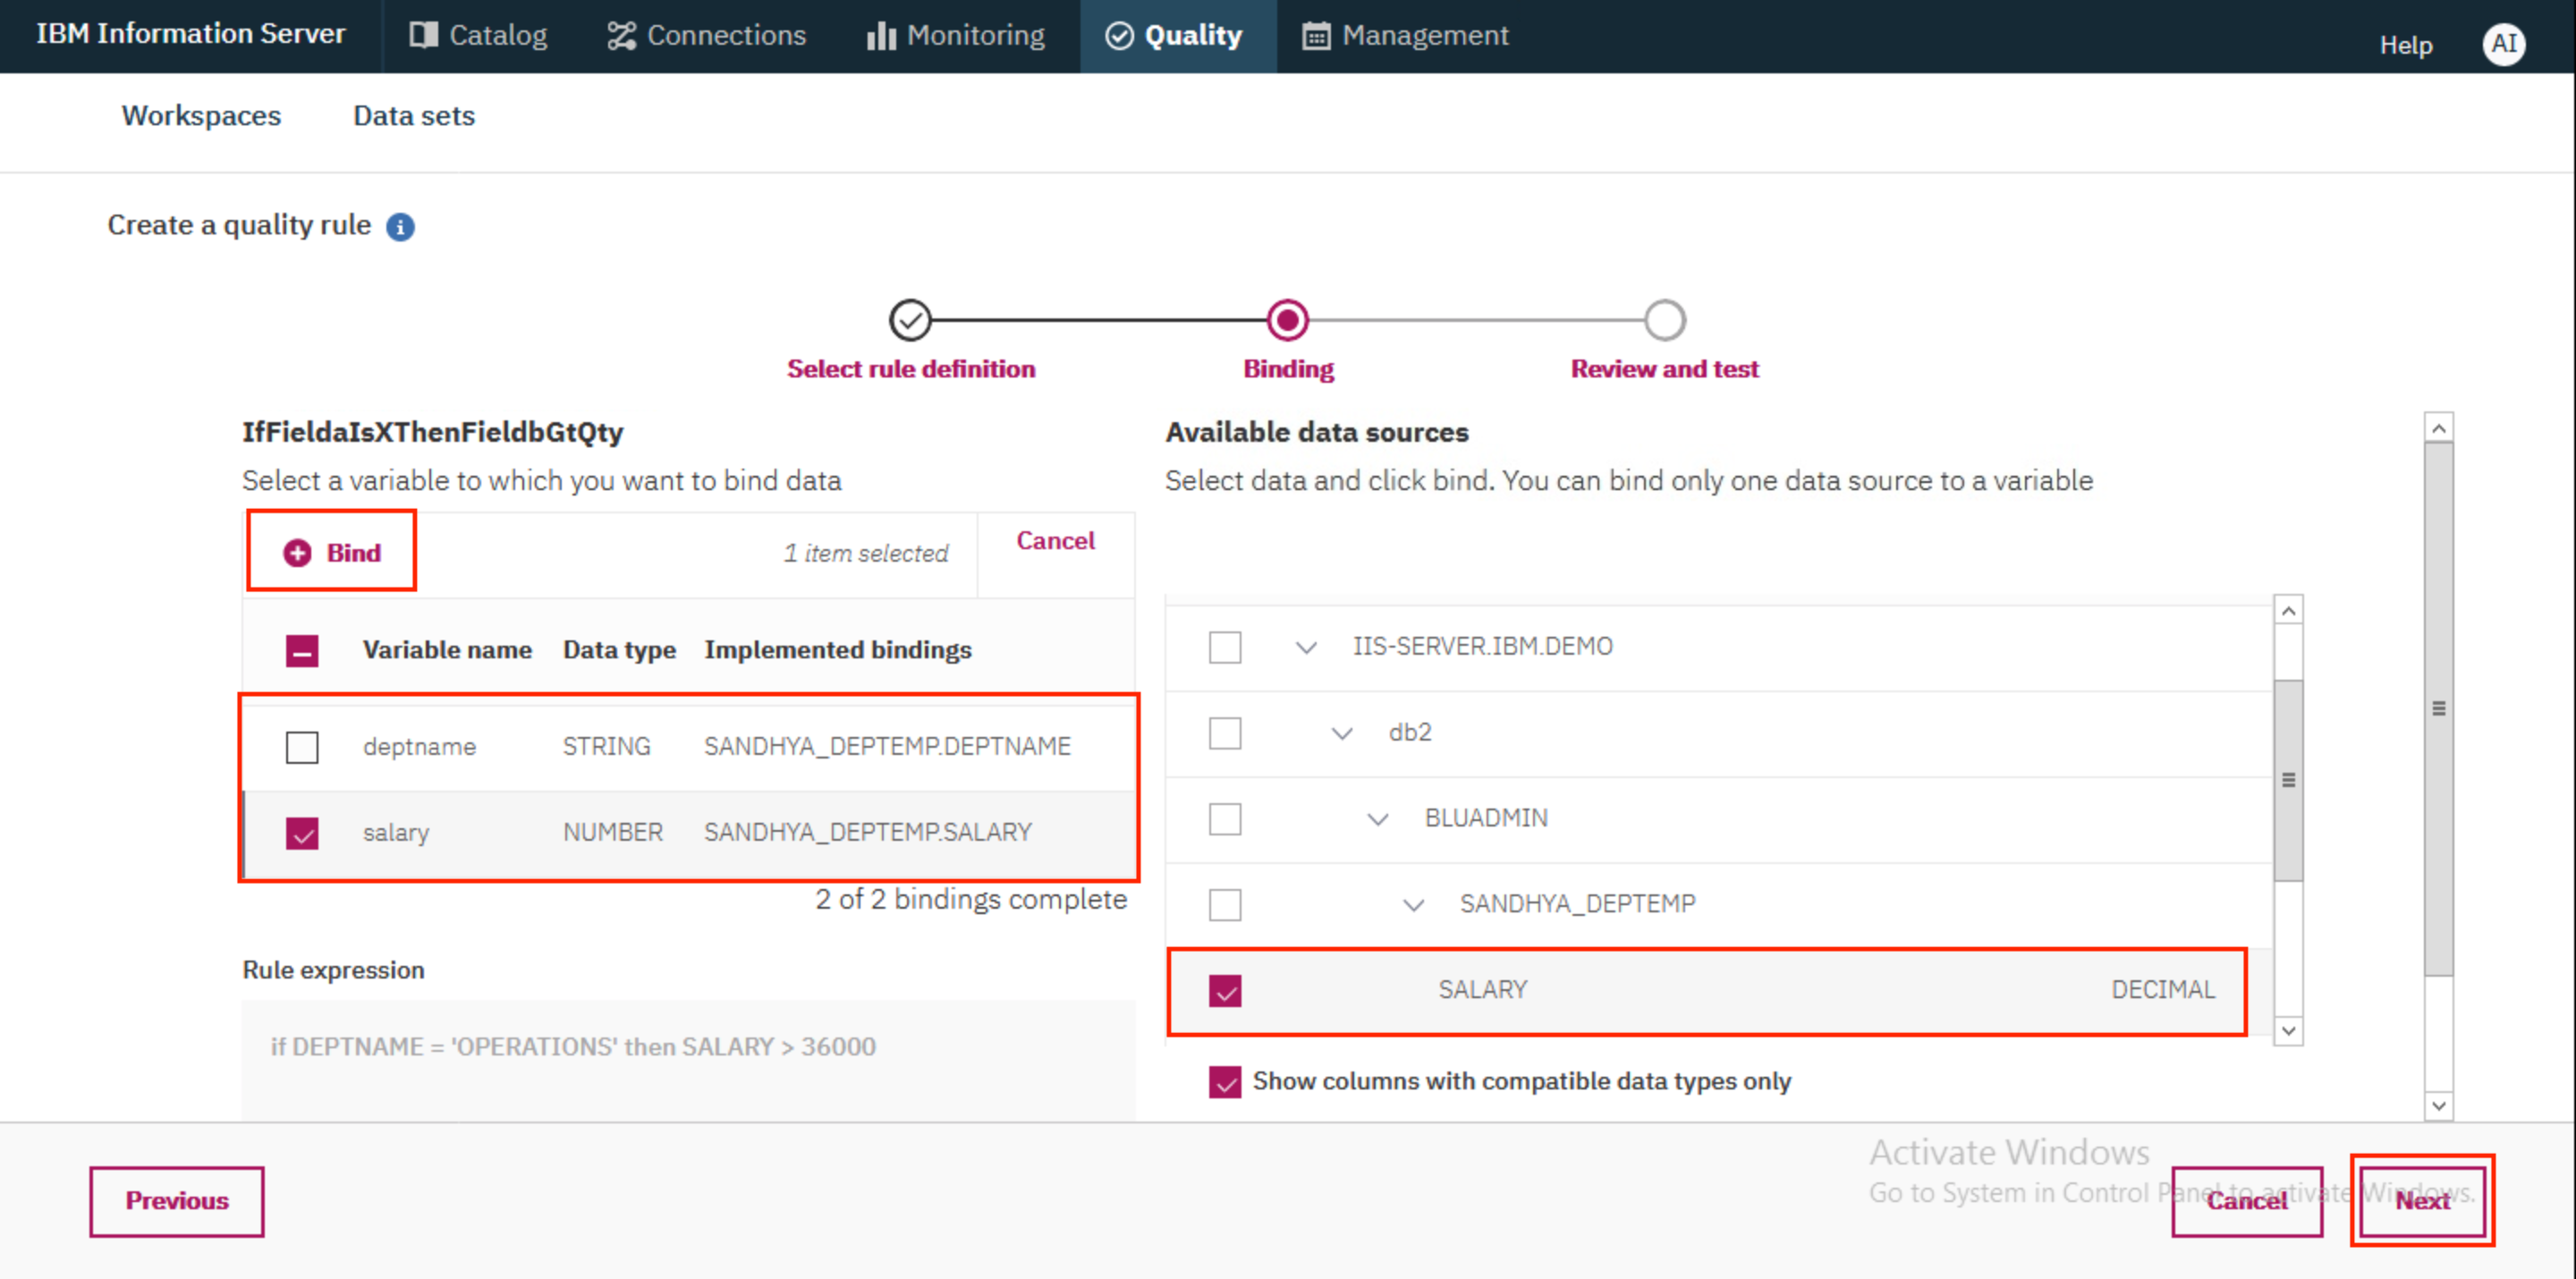 IBM Information Server Catalog Connections Monitoring Quality Management Help AI
Workspaces Data sets
Create a quality rule i
Select rule definition Binding Review and test
IfFieldaIsXThenFieldbGtQty
Select a variable to which you want to bind data
Bind 1 item selected Cancel
Variable name Data type Implemented bindings
deptname STRING SANDHYA_DEPTEMP.DEPTNAME
salary NUMBER SANDHYA_DEPTEMP.SALARY
2 of 2 bindings complete
Rule expression
if DEPTNAME = 'OPERATIONS' then SALARY > 36000
Available data sources
Select data and click bind. You can bind only one data source to a variable
IIS-SERVER.IBM.DEMO
db2
BLUADMIN
SANDHYA_DEPTEMP
SALARY DECIMAL
Show columns with compatible data types only
Activate Windows
Go to System in Control Panel to activate Windows.
Previous Cancel Next